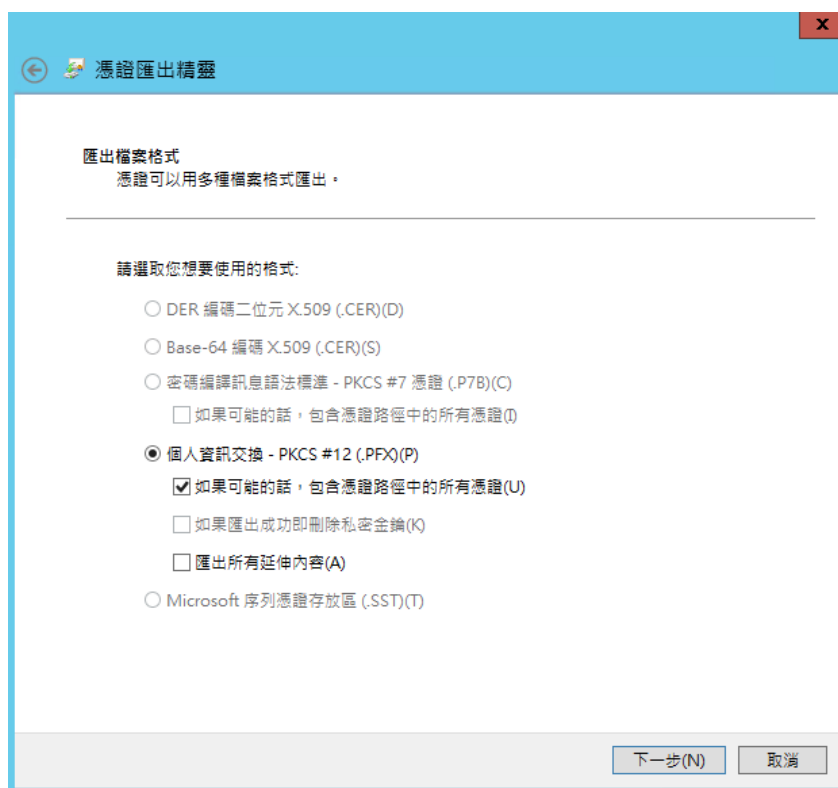 x
憑證匯出精靈
匯出檔案格式
憑證可以用多種檔案格式匯出。
請選取您想要使用的格式:
DER 編碼二位元 X.509 (.CER)(D)
Base-64 編碼 X.509 (.CER)(S)
密碼編譯訊息語法標準 - PKCS #7 憑證 (.P7B)(C)
如果可能的話，包含憑證路徑中的所有憑證(I)
個人資訊交換 - PKCS #12 (.PFX)(P)
如果可能的話，包含憑證路徑中的所有憑證(U)
如果匯出成功即刪除私密金鑰(K)
匯出所有延伸內容(A)
Microsoft 序列憑證存放區 (.SST)(T)
下一步(N)
取消